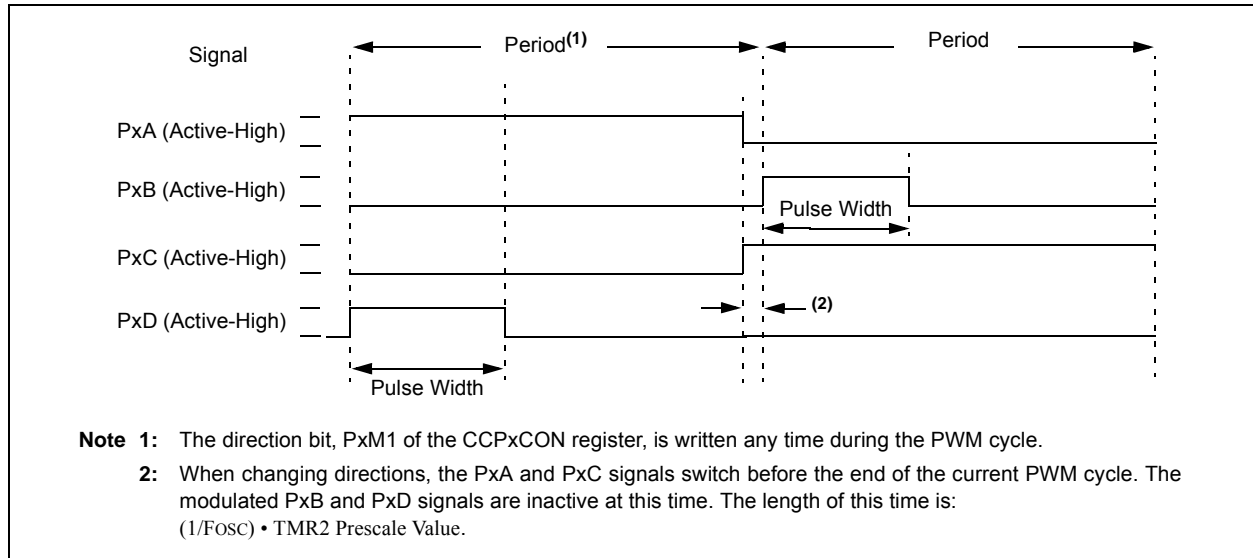 Signal
Period(1)
Period
PxA (Active-High)
PxB (Active-High)
Pulse Width
PxC (Active-High)
(2)
PxD (Active-High)
Pulse Width
Note 1: The direction bit, PxM1 of the CCPxCON register, is written any time during the PWM cycle.
2: When changing directions, the PxA and PxC signals switch before the end of the current PWM cycle. The
modulated PxB and PxD signals are inactive at this time. The length of this time is:
(1/FOSC) • TMR2 Prescale Value.